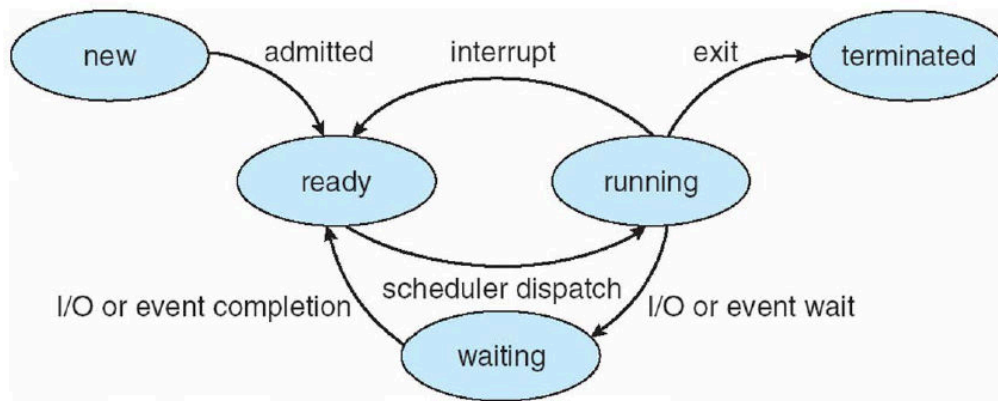 new
admitted
interrupt
exit
terminated
ready
running
I/O or event completion
scheduler dispatch
I/O or event wait
waiting